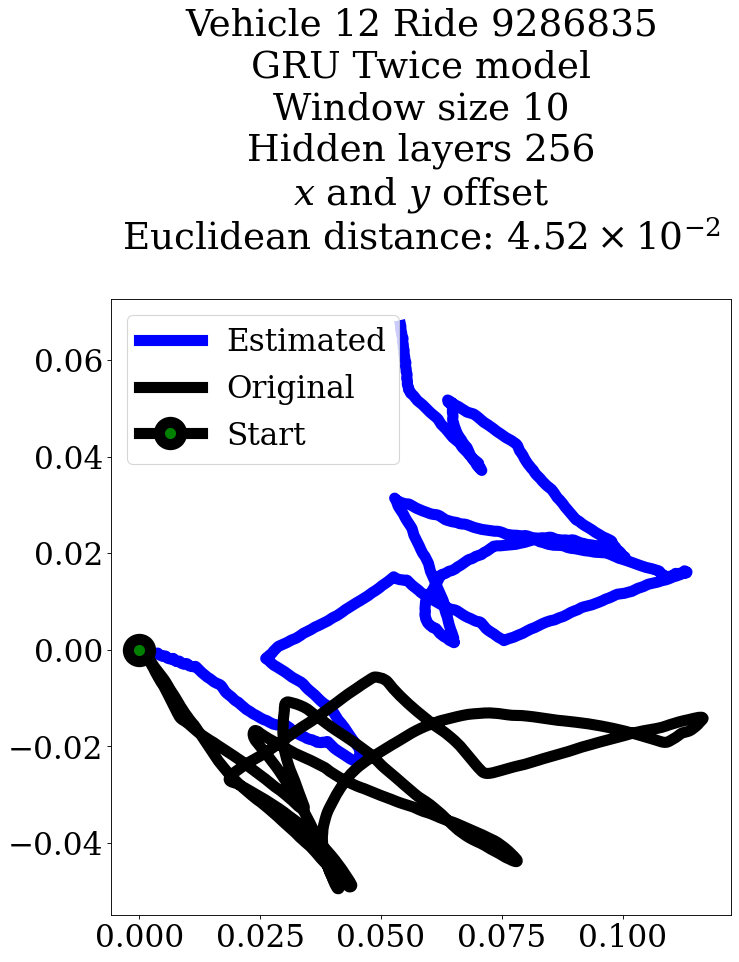 Vehicle 12 Ride 9286835
GRU Twice model
Window size 10
Hidden layers 256
x and y offset
Euclidean distance: 4.52 × 10⁻²
Estimated
Original
Start
0.06
0.04
0.02
0.00
−0.02
−0.04
0.000 0.025 0.050 0.075 0.100